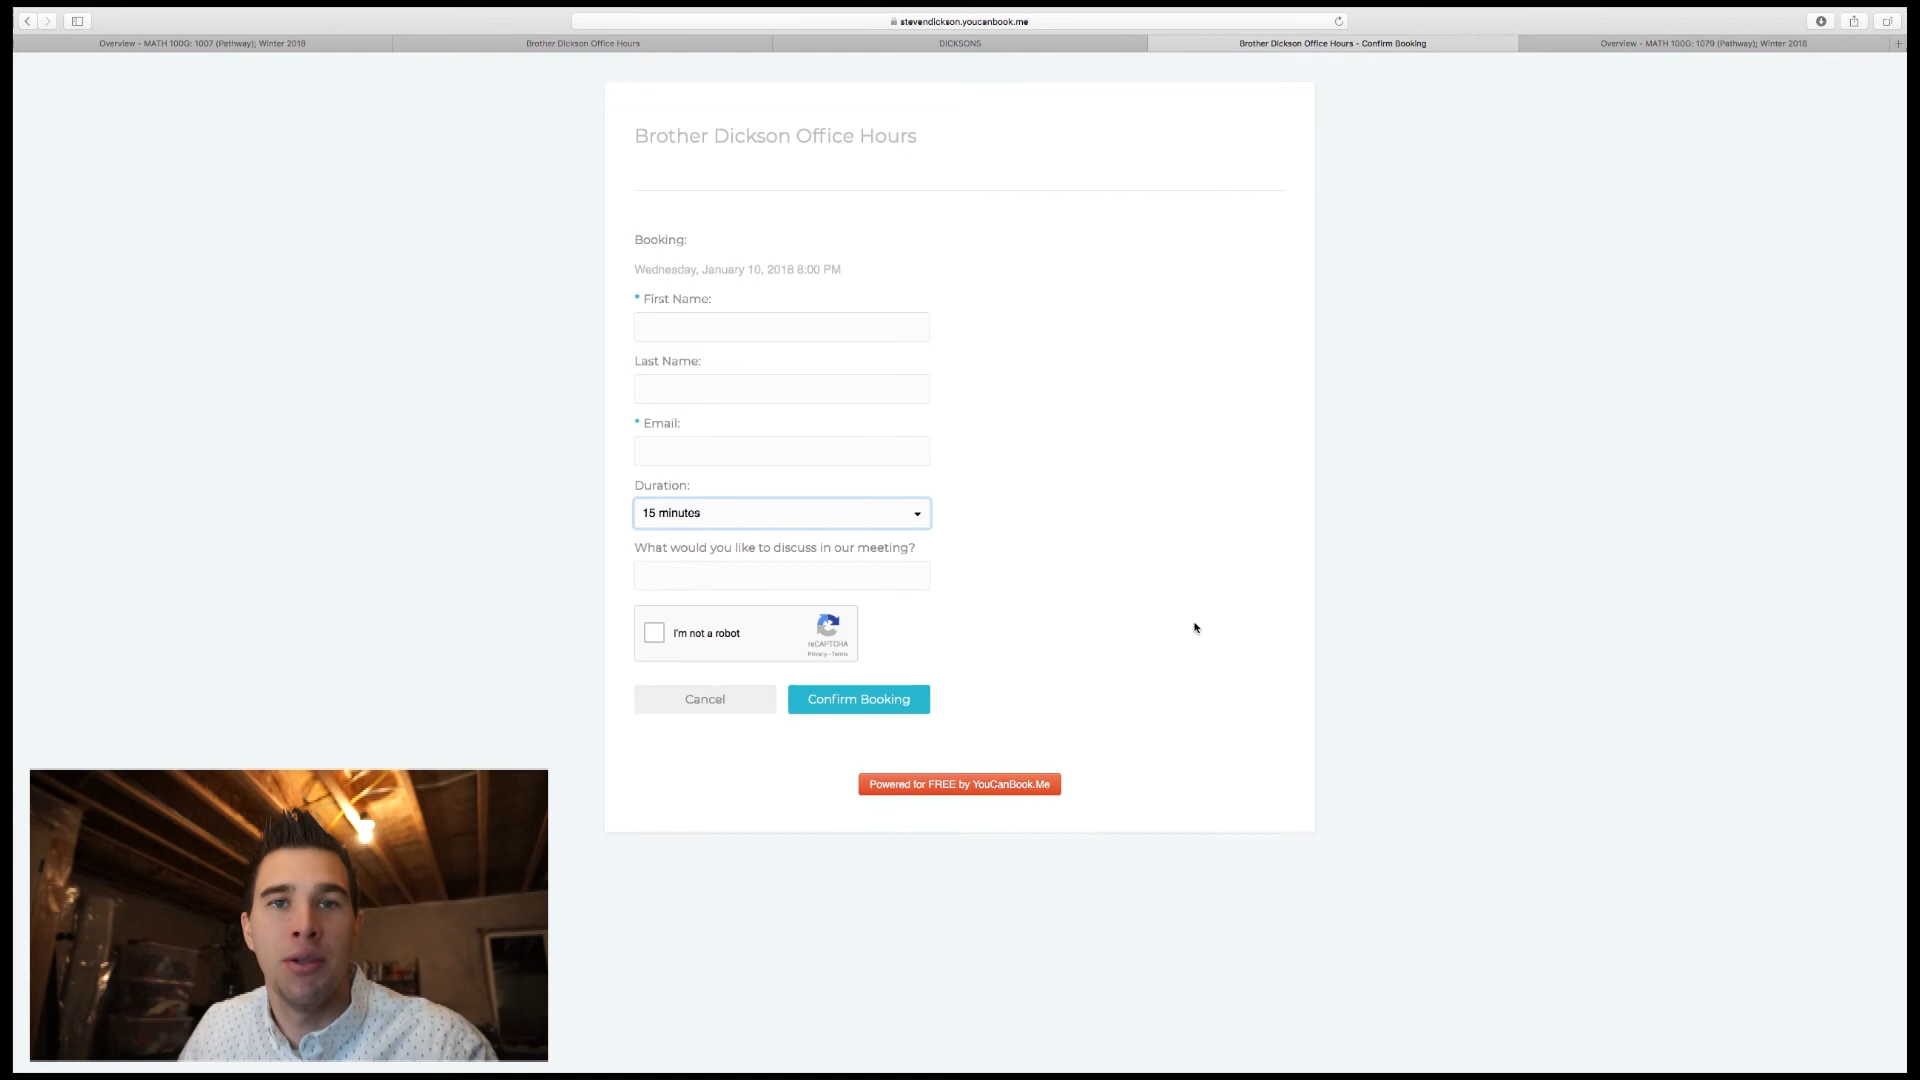 stevendickson.youcanbook.me
Overview - MATH 100G: 1007 (Pathway); Winter 2018
Brother Dickson Office Hours
DICKSONS
Brother Dickson Office Hours - Confirm Booking
Overview - MATH 100G: 1079 (Pathway); Winter 2018
Brother Dickson Office Hours
Booking:
Wednesday, January 10, 2018 8:00 PM
* First Name:
Last Name:
* Email:
Duration:
15 minutes
What would you like to discuss in our meeting?
I'm not a robot
reCAPTCHA
Privacy - Terms
Cancel
Confirm Booking
Powered for FREE by YouCanBook.Me